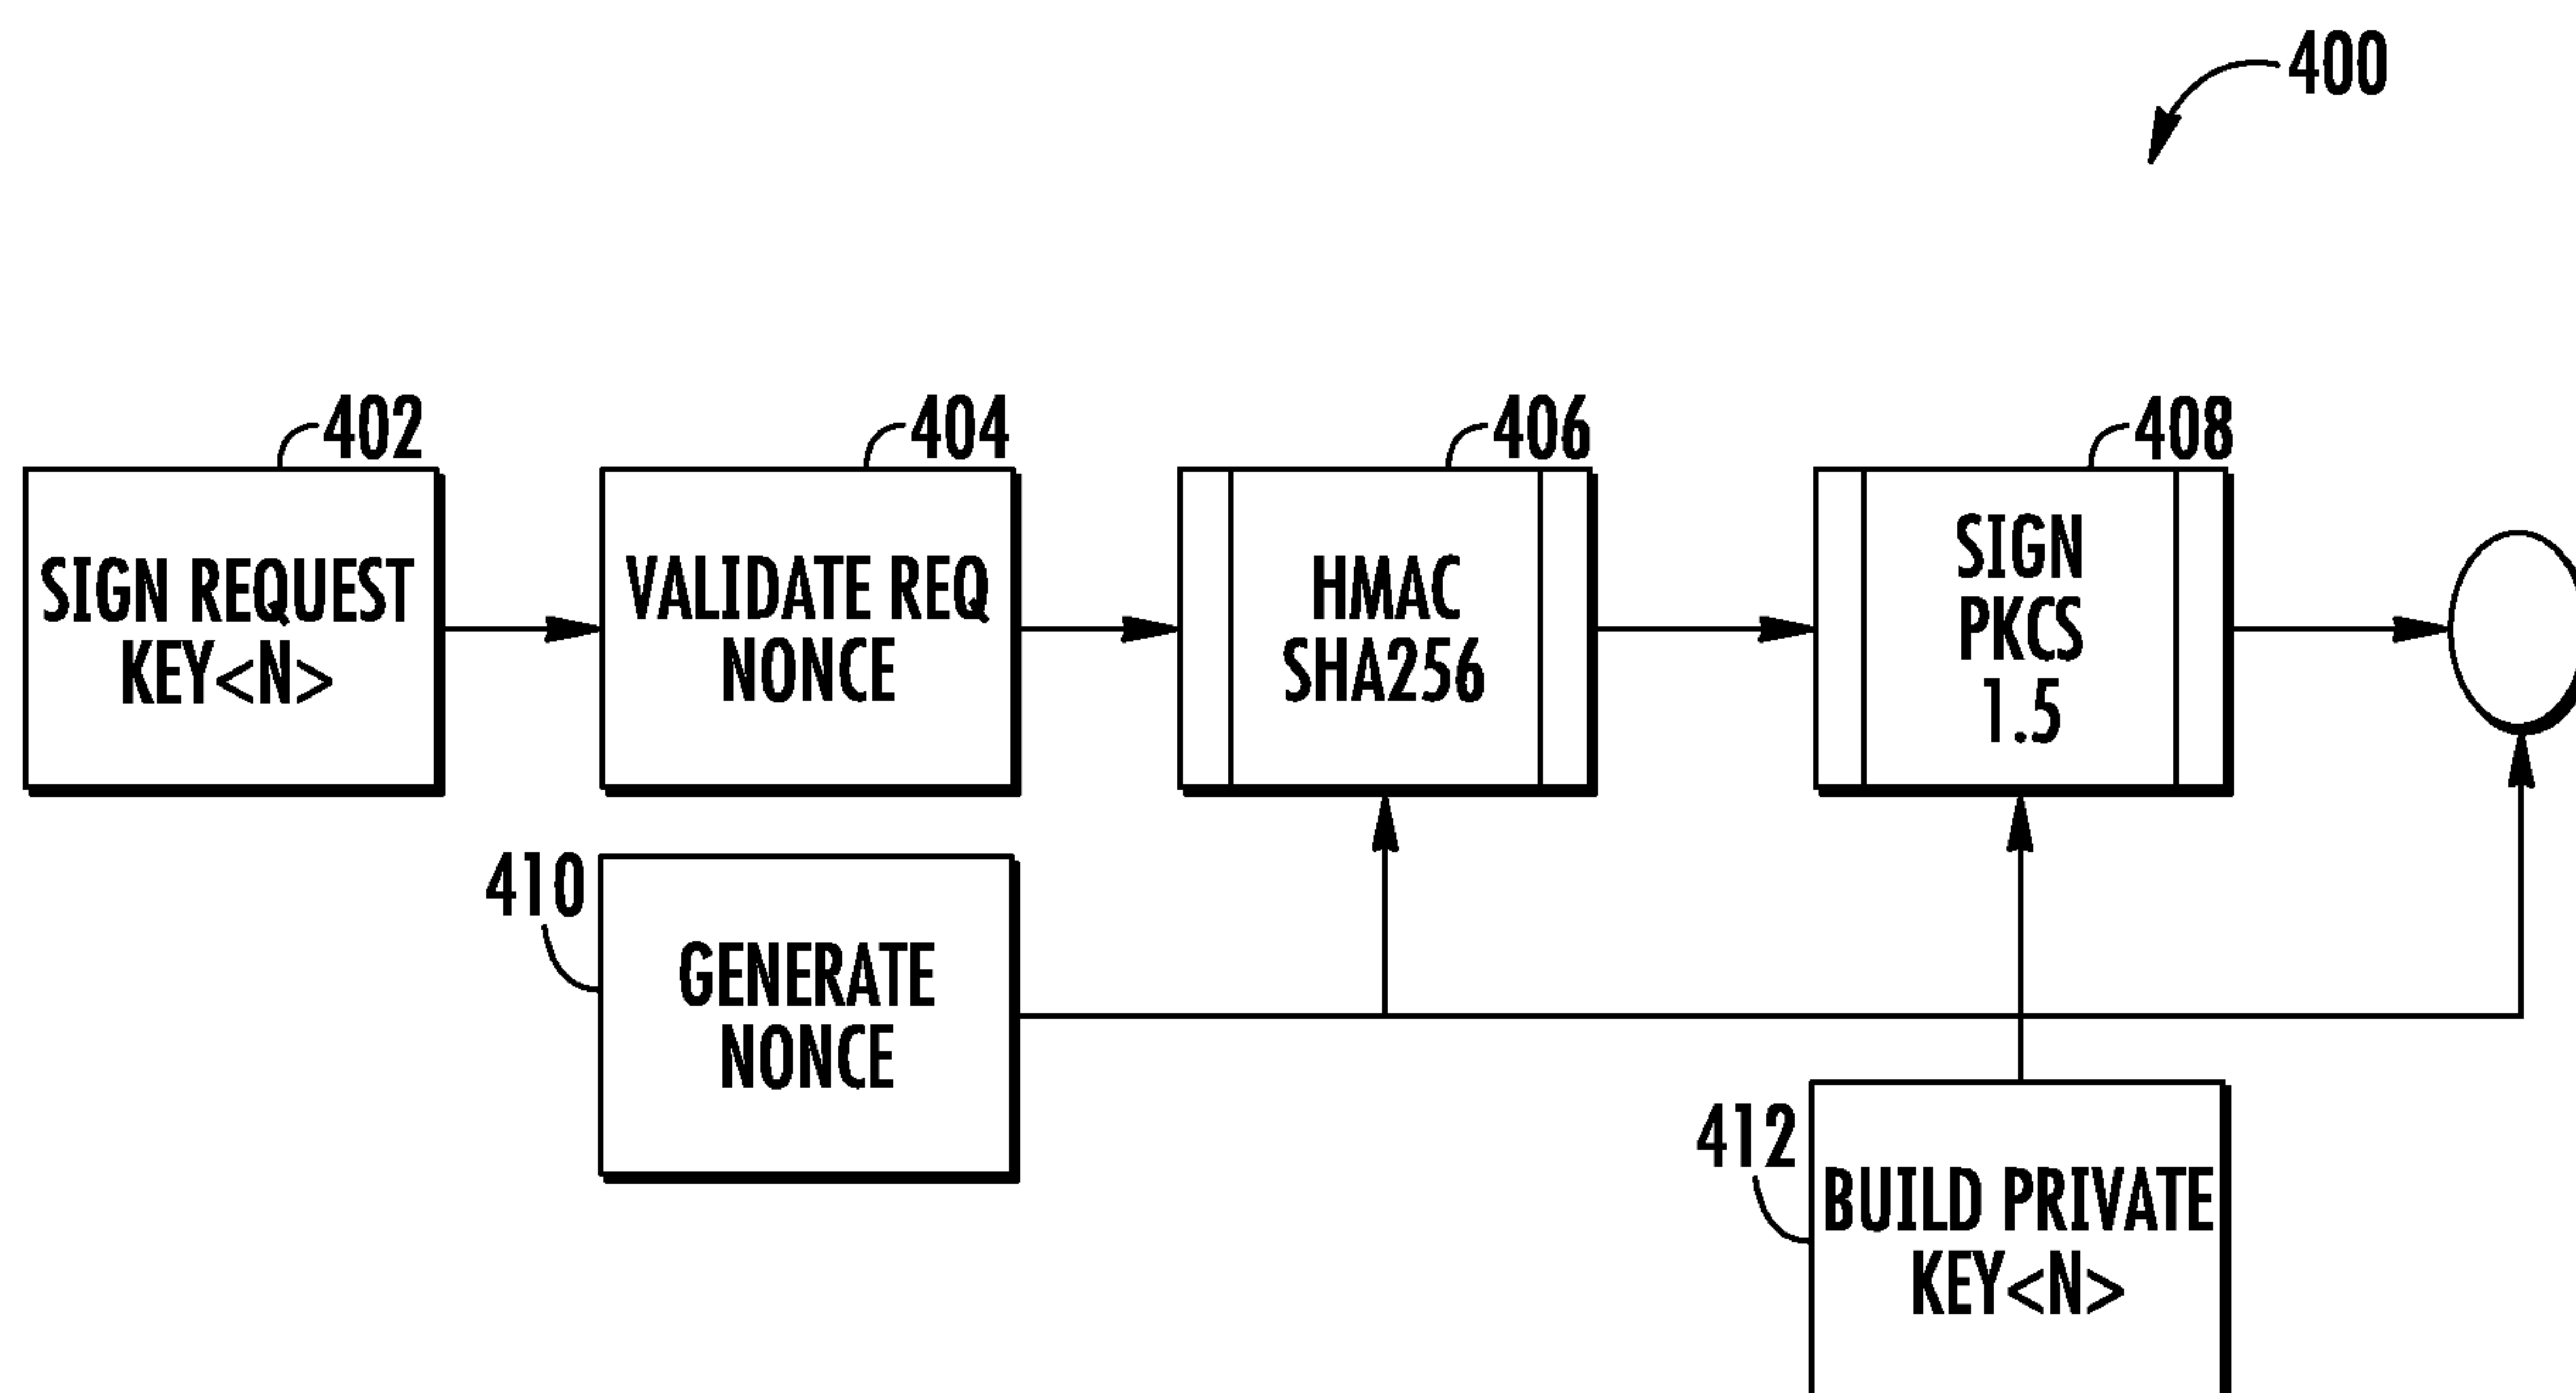 400
402
SIGN REQUEST
KEY<N>
404
VALIDATE REQ
NONCE
406
HMAC
SHA256
408
SIGN
PKCS
1.5
410
GENERATE
NONCE
412
BUILD PRIVATE
KEY<N>